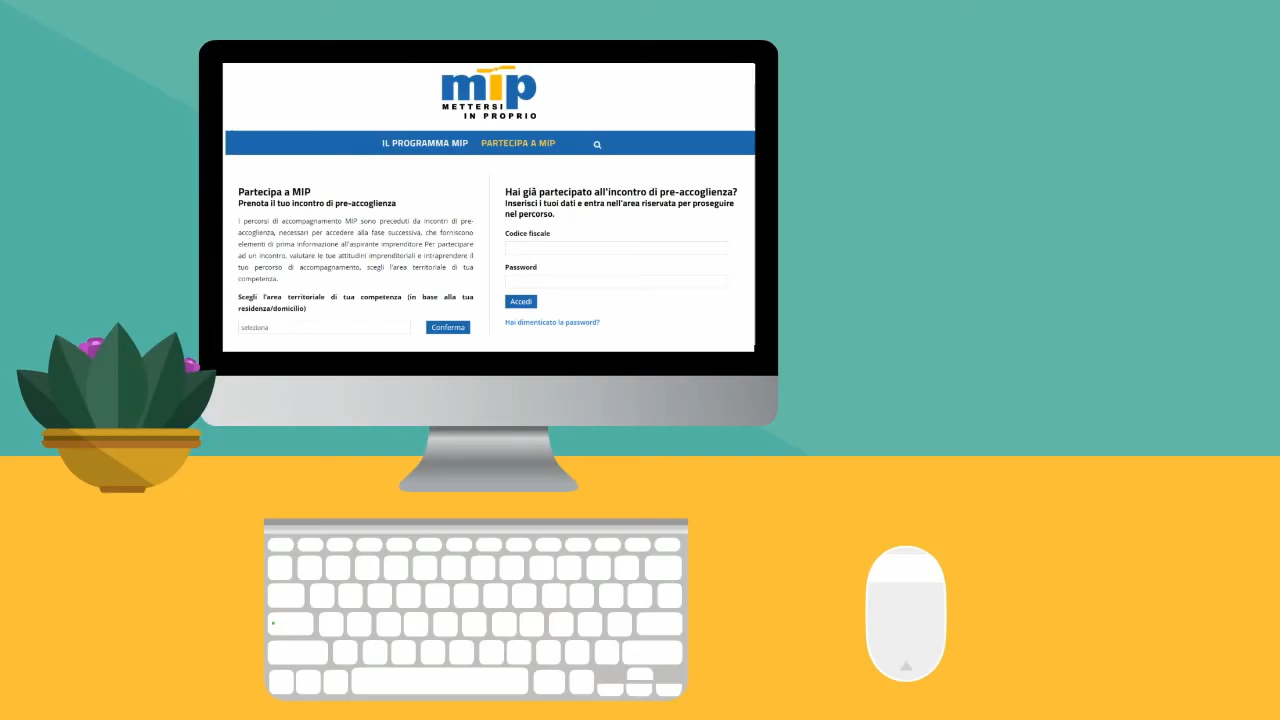 mip
METTERSI
IN PROPRIO
IL PROGRAMMA MIP PARTECIPA A MIP
Partecipa a MIP
Prenota il tuo incontro di pre-accoglienza
I percorsi di accompagnamento MIP sono preceduti da incontri di pre-
accoglienza, necessari per accedere alla fase successiva, che forniscono
elementi di prima informazione all'aspirante imprenditore Per partecipare
ad un incontro, valutare le tue attitudini imprenditoriali e intraprendere il
tuo percorso di accompagnamento, scegli l'area territoriale di tua
competenza.
Scegli l'area territoriale di tua competenza (in base alla tua
residenza/domicilio)
seleziona
Conferma
Hai già partecipato all'incontro di pre-accoglienza?
Inserisci i tuoi dati e entra nell'area riservata per proseguire
nel percorso.
Codice fiscale
Password
Accedi
Hai dimenticato la password?